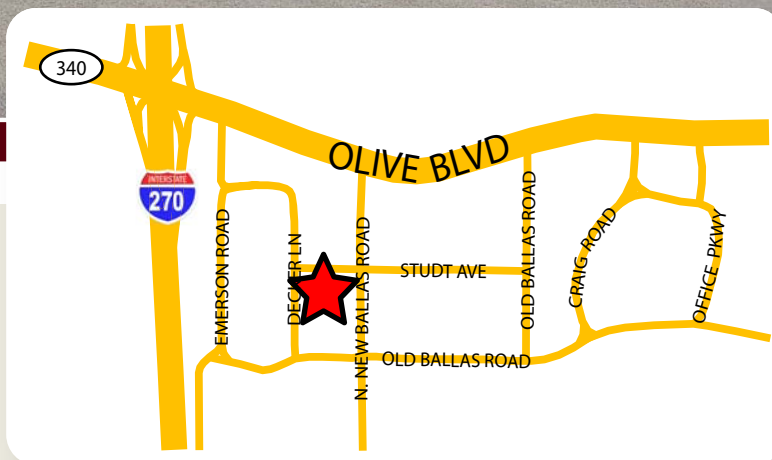 340
OLIVE BLVD
INTERSTATE
270
EMERSON ROAD
DECKER LN
N. NEW BALLAS ROAD
STUDT AVE
OLD BALLAS ROAD
OLD BALLAS ROAD
CRAIG ROAD
OFFICE PKWY